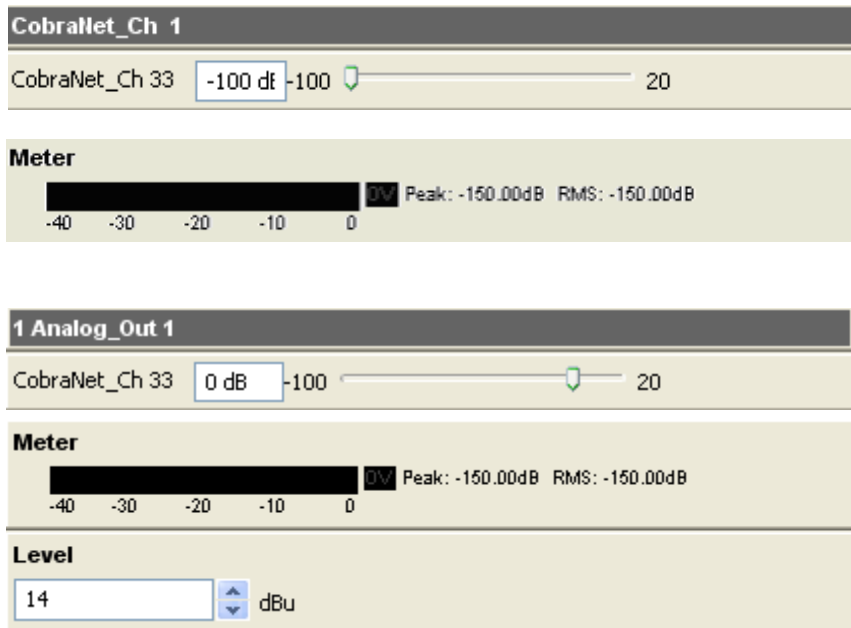 CobraNet_Ch 1
CobraNet_Ch 33 -100 dE -100 20
Meter
0V Peak: -150.00dB RMS: -150.00dB
-40 -30 -20 -10 0
1 Analog_Out 1
CobraNet_Ch 33 0 dB -100 20
Meter
0V Peak: -150.00dB RMS: -150.00dB
-40 -30 -20 -10 0
Level
14 dBu